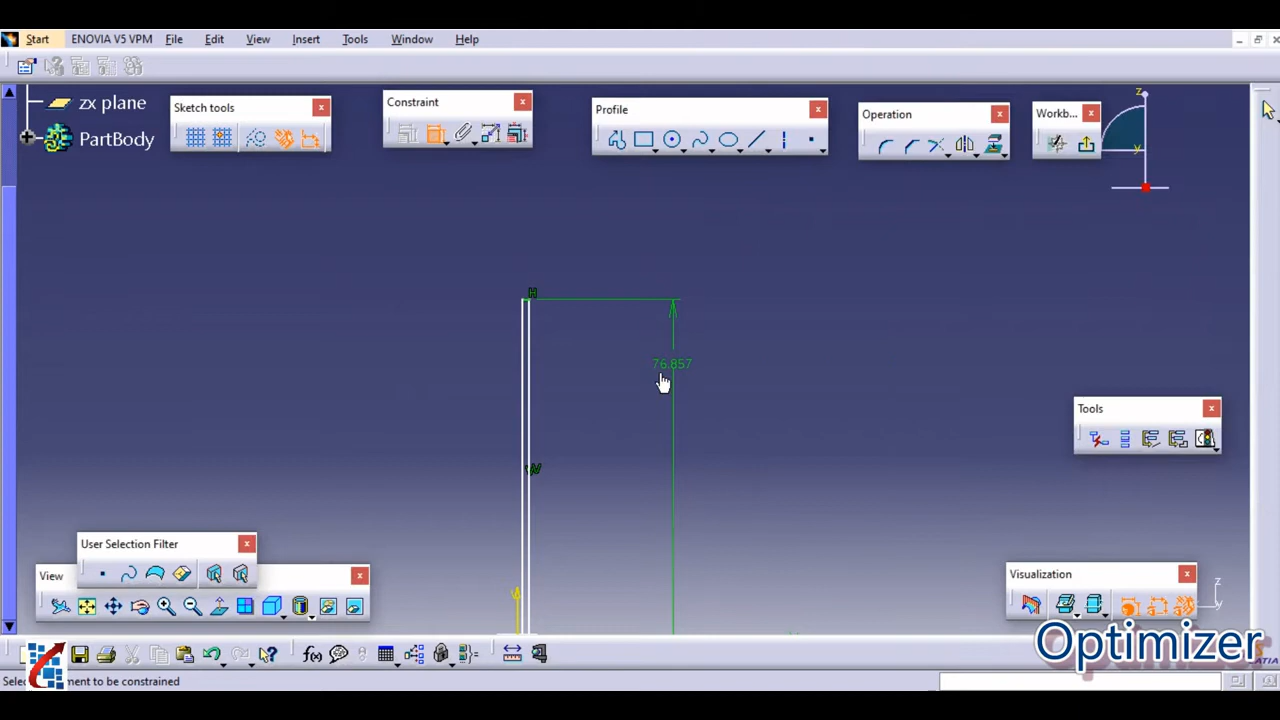 Start ENOVIA V5 VPM File Edit View Insert Tools Window Help
zx plane
PartBody
Sketch tools
Constraint
Profile
Operation
Workb...
z
y
H
76.857
V
Tools
User Selection Filter
View
Visualization
z
y
f(x)
Optimizer
ment to be constrained